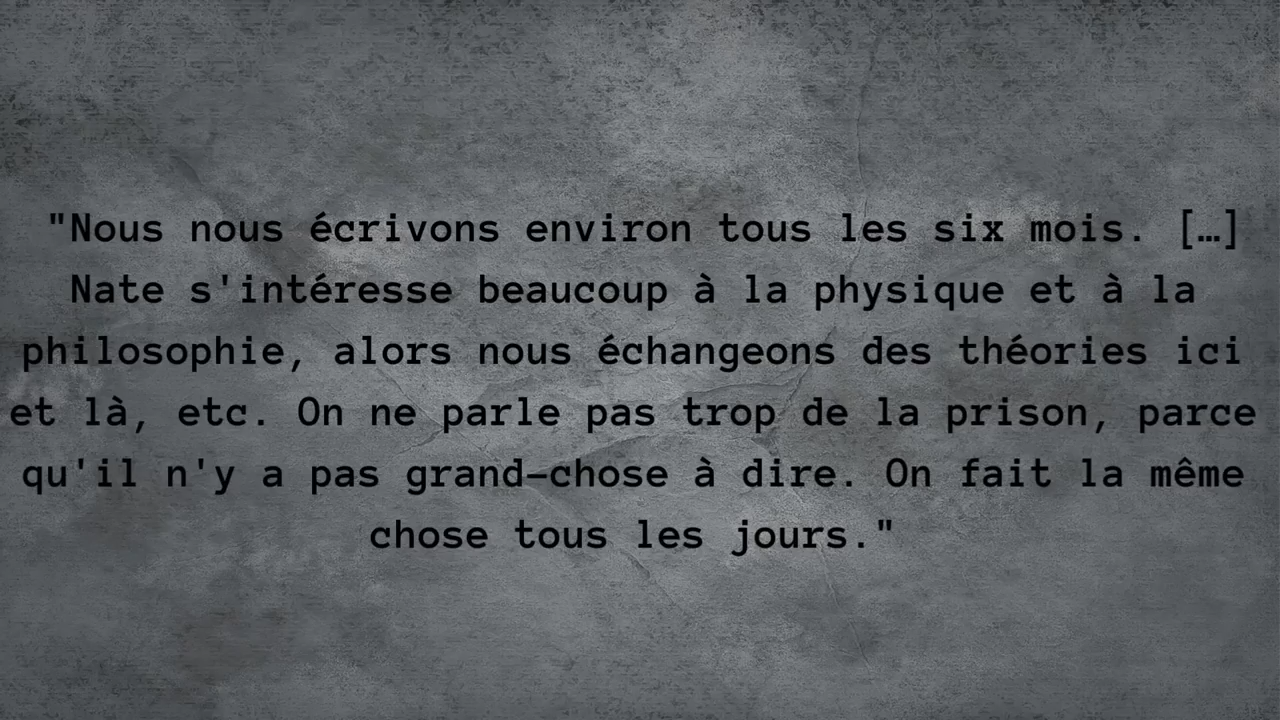 "Nous nous écrivons environ tous les six mois. […]
Nate s'intéresse beaucoup à la physique et à la
philosophie, alors nous échangeons des théories ici
et là, etc. On ne parle pas trop de la prison, parce
qu'il n'y a pas grand-chose à dire. On fait la même
chose tous les jours."